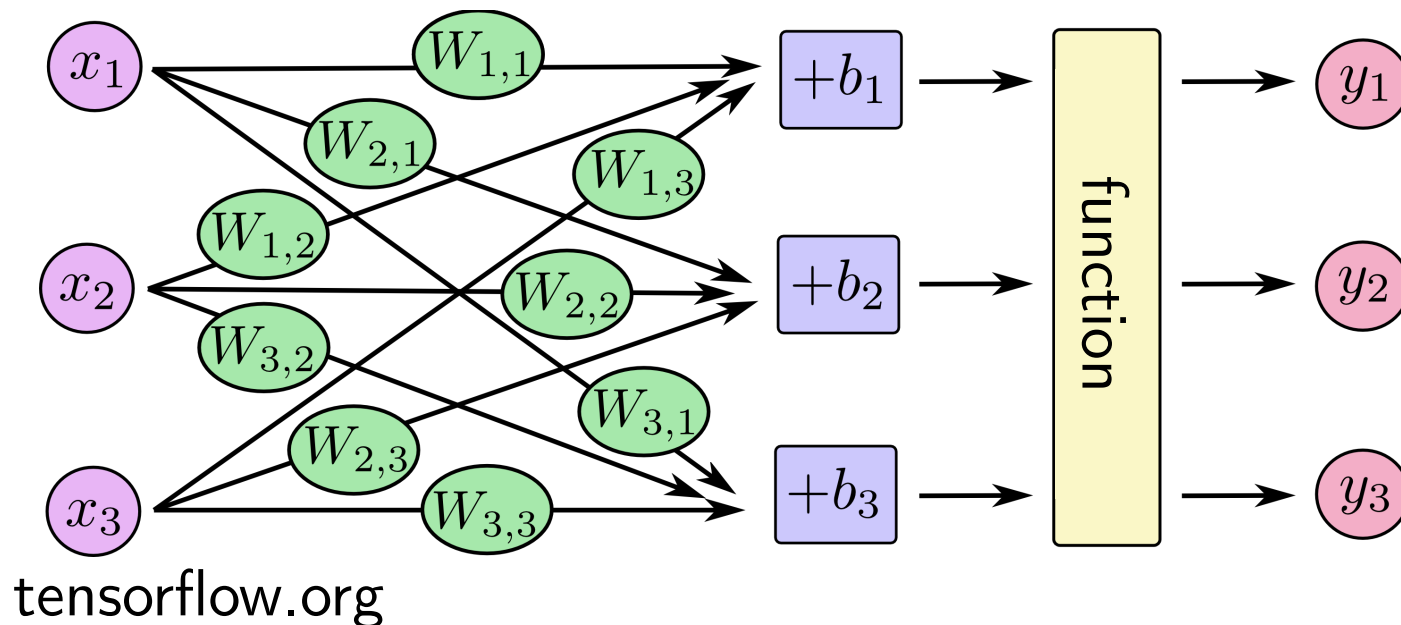 x1 W1,1 +b1 y1
W2,1
W1,3
W1,2
x2 W2,2 +b2 function y2
W3,2
W3,1
W2,3
x3 W3,3 +b3 y3
tensorflow.org